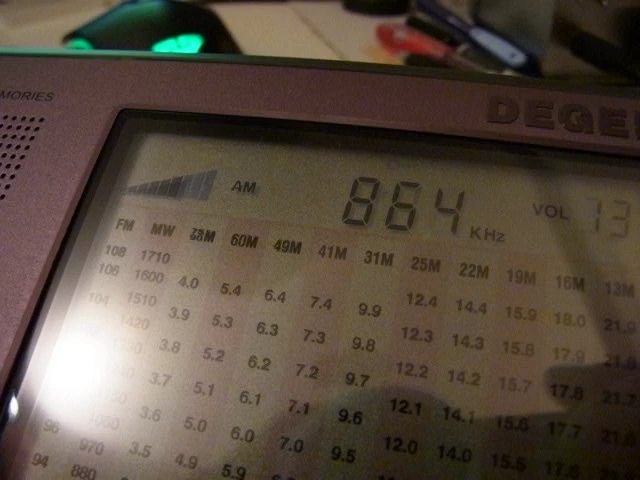 MORIES
DEGE
AM 864 KHz VOL 13
FM MW 60M 49M 41M 31M 25M 22M 19M 16M 13M
108 1710
106 1600 4.0 5.4 6.4 7.4 9.9 12.4 14.4 15.9 18.0
104 1510 3.9 5.3 6.3 7.3 9.8 12.3 14.3 15.8 17.9
1420 3.8 5.2 6.2 7.2 9.7 12.2 14.2 15.7 17.8
3.7 5.1 6.1 7.1 9.6 12.1 14.1 15.6 17.7
3.6 5.0 6.0 7.0 9.5 12.0 14.0 15.5
96 970 3.5 4.9 5.9
94 880